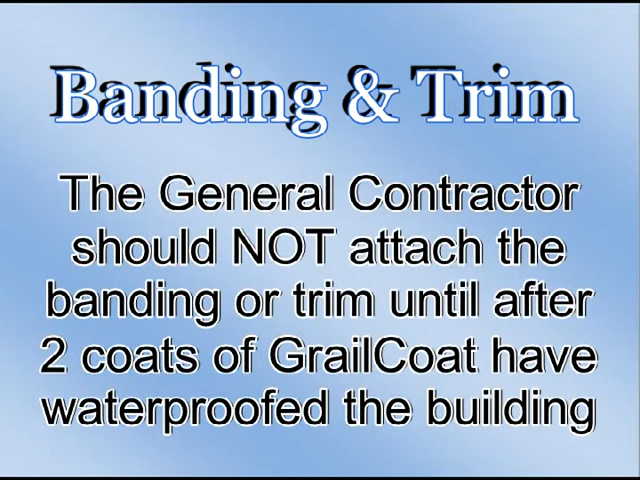 Banding & Trim
The General Contractor
should NOT attach the
banding or trim until after
2 coats of GrailCoat have
waterproofed the building